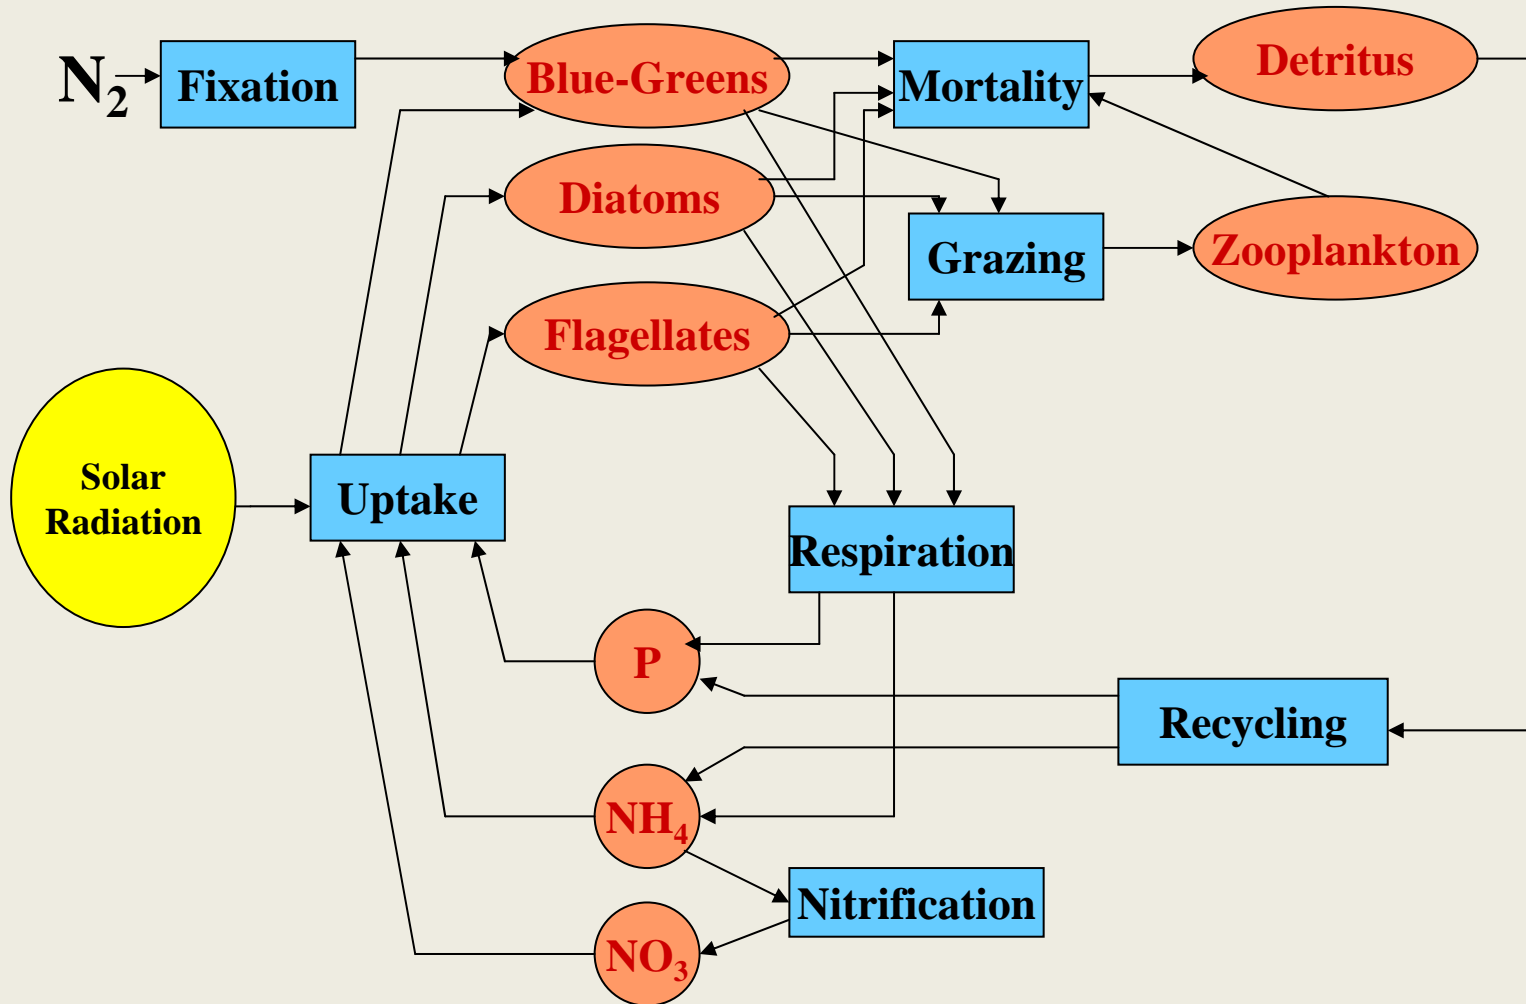 N₂
Fixation
Blue-Greens
Mortality
Detritus
Diatoms
Grazing
Zooplankton
Flagellates
Solar
Radiation
Uptake
Respiration
P
Recycling
NH₄
Nitrification
NO₃